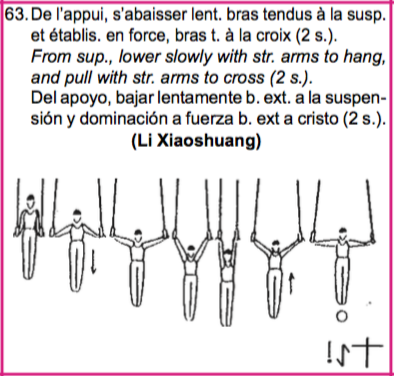 63. De l'appui, s'abaisser lent. bras tendus à la susp.
et établis. en force, bras t. à la croix (2 s.).
From sup., lower slowly with str. arms to hang,
and pull with str. arms to cross (2 s.).
Del apoyo, bajar lentamente b. ext. a la suspen-
sión y dominación a fuerza b. ext a cristo (2 s.).
(Li Xiaoshuang)